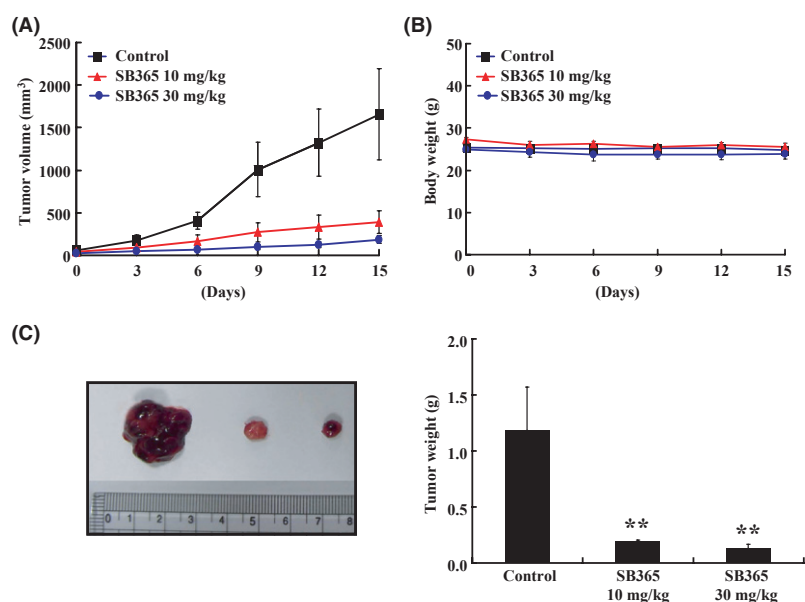 (A)
Control
SB365 10 mg/kg
SB365 30 mg/kg
Tumor volume (mm³)
2500
2000
1500
1000
500
0
0 3 6 9 12 15
(Days)
(B)
Control
SB365 10 mg/kg
SB365 30 mg/kg
Body weight (g)
50
40
30
20
10
0
0 3 6 9 12 15
(Days)
(C)
0 1 2 3 4 5 6 7 8
Tumor weight (g)
2.0
1.5
1.0
0.5
0.0
** **
Control SB365 SB365
10 mg/kg 30 mg/kg